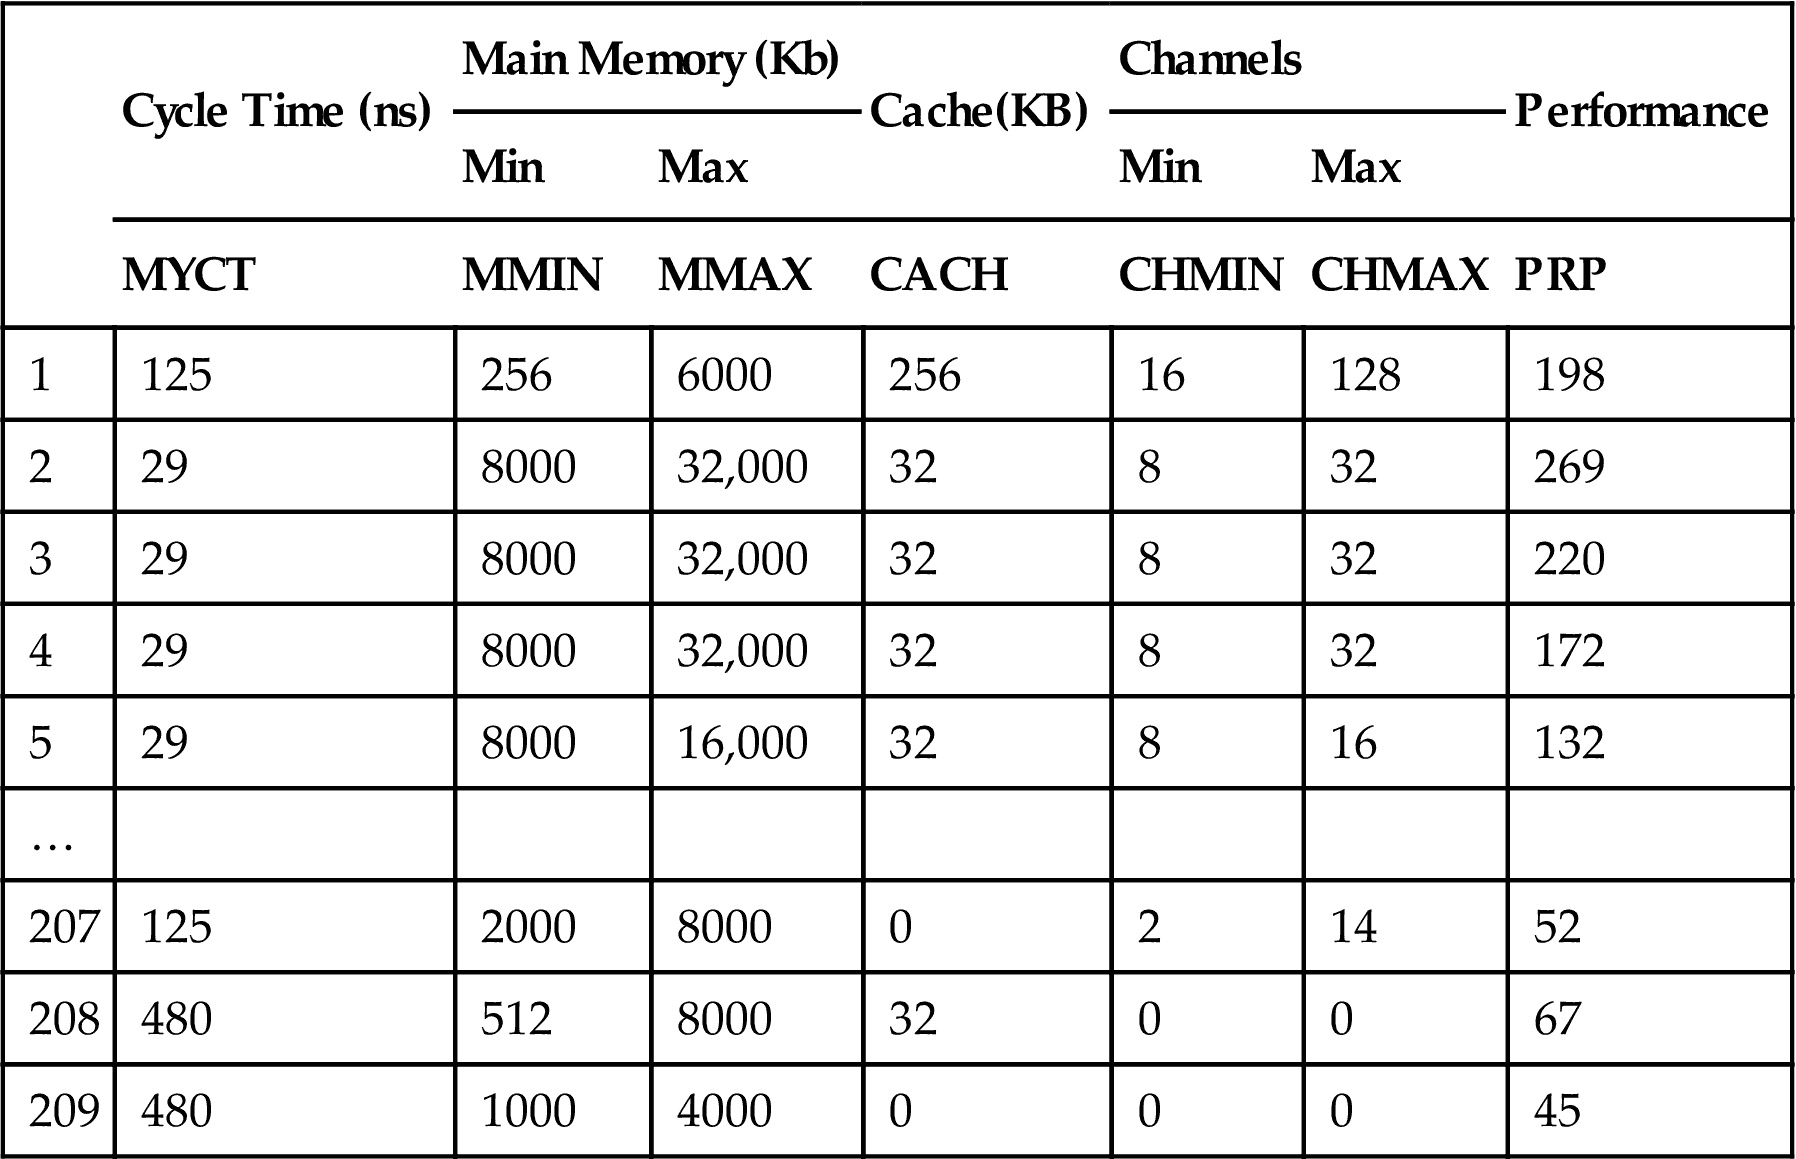 Main Memory (Kb) Channels
Cycle Time (ns) Cache(KB) Performance
Min Max Min Max
MYCT MMIN MMAX CACH CHMIN CHMAX PRP
1 125 256 6000 256 16 128 198
2 29 8000 32,000 32 8 32 269
3 29 8000 32,000 32 8 32 220
4 29 8000 32,000 32 8 32 172
5 29 8000 16,000 32 8 16 132
…
207 125 2000 8000 0 2 14 52
208 480 512 8000 32 0 0 67
209 480 1000 4000 0 0 0 45